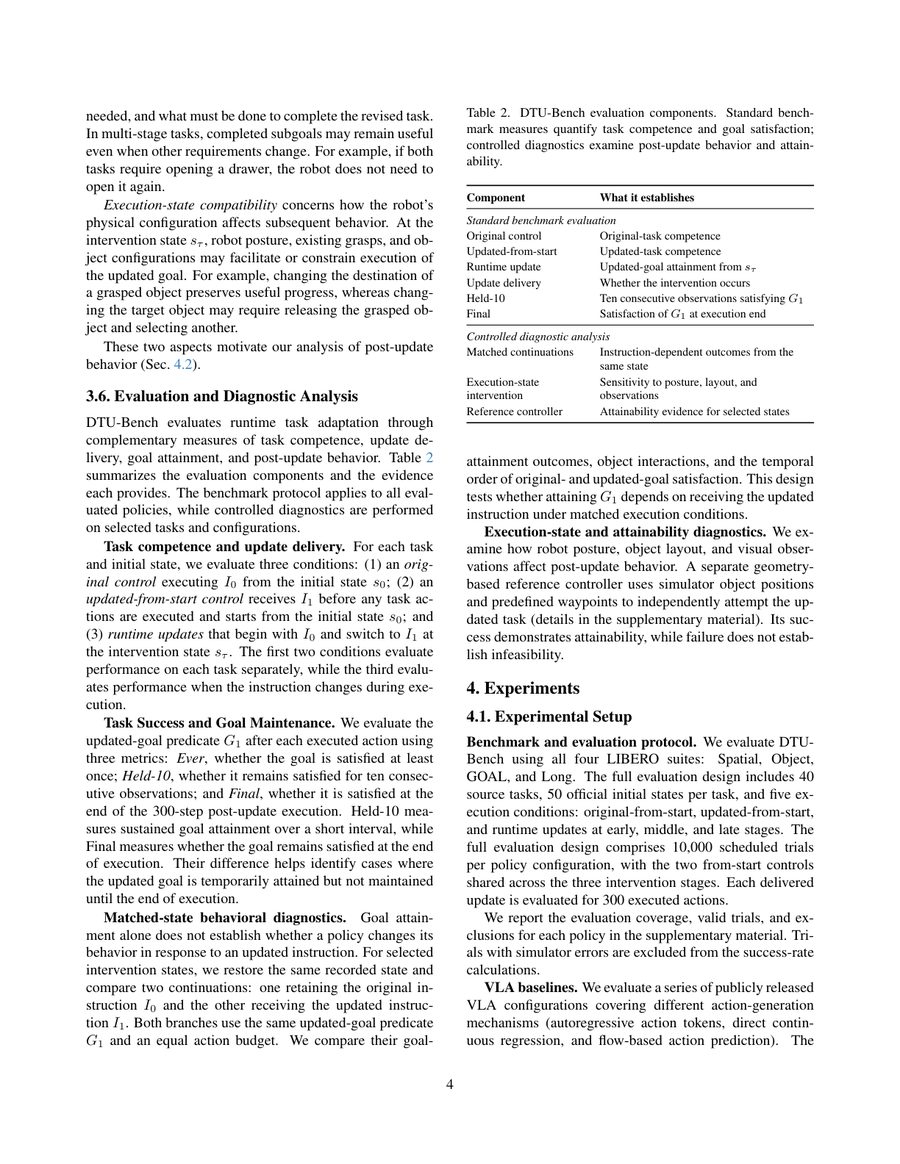 needed, and what must be done to complete the revised task.
In multi-stage tasks, completed subgoals may remain useful
even when other requirements change. For example, if both
tasks require opening a drawer, the robot does not need to
open it again.
Execution-state compatibility concerns how the robot's
physical configuration affects subsequent behavior. At the
intervention state sτ, robot posture, existing grasps, and ob-
ject configurations may facilitate or constrain execution of
the updated goal. For example, changing the destination of
a grasped object preserves useful progress, whereas chang-
ing the target object may require releasing the grasped ob-
ject and selecting another.
These two aspects motivate our analysis of post-update
behavior (Sec. 4.2).
3.6. Evaluation and Diagnostic Analysis
DTU-Bench evaluates runtime task adaptation through
complementary measures of task competence, update de-
livery, goal attainment, and post-update behavior. Table 2
summarizes the evaluation components and the evidence
each provides. The benchmark protocol applies to all eval-
uated policies, while controlled diagnostics are performed
on selected tasks and configurations.
Task competence and update delivery. For each task
and initial state, we evaluate three conditions: (1) an orig-
inal control executing I0 from the initial state s0; (2) an
updated-from-start control receives I1 before any task ac-
tions are executed and starts from the initial state s0; and
(3) runtime updates that begin with I0 and switch to I1 at
the intervention state sτ. The first two conditions evaluate
performance on each task separately, while the third evalu-
ates performance when the instruction changes during exe-
cution.
Task Success and Goal Maintenance. We evaluate the
updated-goal predicate G1 after each executed action using
three metrics: Ever, whether the goal is satisfied at least
once; Held-10, whether it remains satisfied for ten consec-
utive observations; and Final, whether it is satisfied at the
end of the 300-step post-update execution. Held-10 mea-
sures sustained goal attainment over a short interval, while
Final measures whether the goal remains satisfied at the end
of execution. Their difference helps identify cases where
the updated goal is temporarily attained but not maintained
until the end of execution.
Matched-state behavioral diagnostics. Goal attain-
ment alone does not establish whether a policy changes its
behavior in response to an updated instruction. For selected
intervention states, we restore the same recorded state and
compare two continuations: one retaining the original in-
struction I0 and the other receiving the updated instruc-
tion I1. Both branches use the same updated-goal predicate
G1 and an equal action budget. We compare their goal-
Table 2. DTU-Bench evaluation components. Standard bench-
mark measures quantify task competence and goal satisfaction;
controlled diagnostics examine post-update behavior and attain-
ability.
Component What it establishes
Standard benchmark evaluation
Original control Original-task competence
Updated-from-start Updated-task competence
Runtime update Updated-goal attainment from sτ
Update delivery Whether the intervention occurs
Held-10 Ten consecutive observations satisfying G1
Final Satisfaction of G1 at execution end
Controlled diagnostic analysis
Matched continuations Instruction-dependent outcomes from the
same state
Execution-state Sensitivity to posture, layout, and
intervention observations
Reference controller Attainability evidence for selected states
attainment outcomes, object interactions, and the temporal
order of original- and updated-goal satisfaction. This design
tests whether attaining G1 depends on receiving the updated
instruction under matched execution conditions.
Execution-state and attainability diagnostics. We ex-
amine how robot posture, object layout, and visual obser-
vations affect post-update behavior. A separate geometry-
based reference controller uses simulator object positions
and predefined waypoints to independently attempt the up-
dated task (details in the supplementary material). Its suc-
cess demonstrates attainability, while failure does not estab-
lish infeasibility.
4. Experiments
4.1. Experimental Setup
Benchmark and evaluation protocol. We evaluate DTU-
Bench using all four LIBERO suites: Spatial, Object,
GOAL, and Long. The full evaluation design includes 40
source tasks, 50 official initial states per task, and five ex-
ecution conditions: original-from-start, updated-from-start,
and runtime updates at early, middle, and late stages. The
full evaluation design comprises 10,000 scheduled trials
per policy configuration, with the two from-start controls
shared across the three intervention stages. Each delivered
update is evaluated for 300 executed actions.
We report the evaluation coverage, valid trials, and ex-
clusions for each policy in the supplementary material. Tri-
als with simulator errors are excluded from the success-rate
calculations.
VLA baselines. We evaluate a series of publicly released
VLA configurations covering different action-generation
mechanisms (autoregressive action tokens, direct contin-
uous regression, and flow-based action prediction). The
4